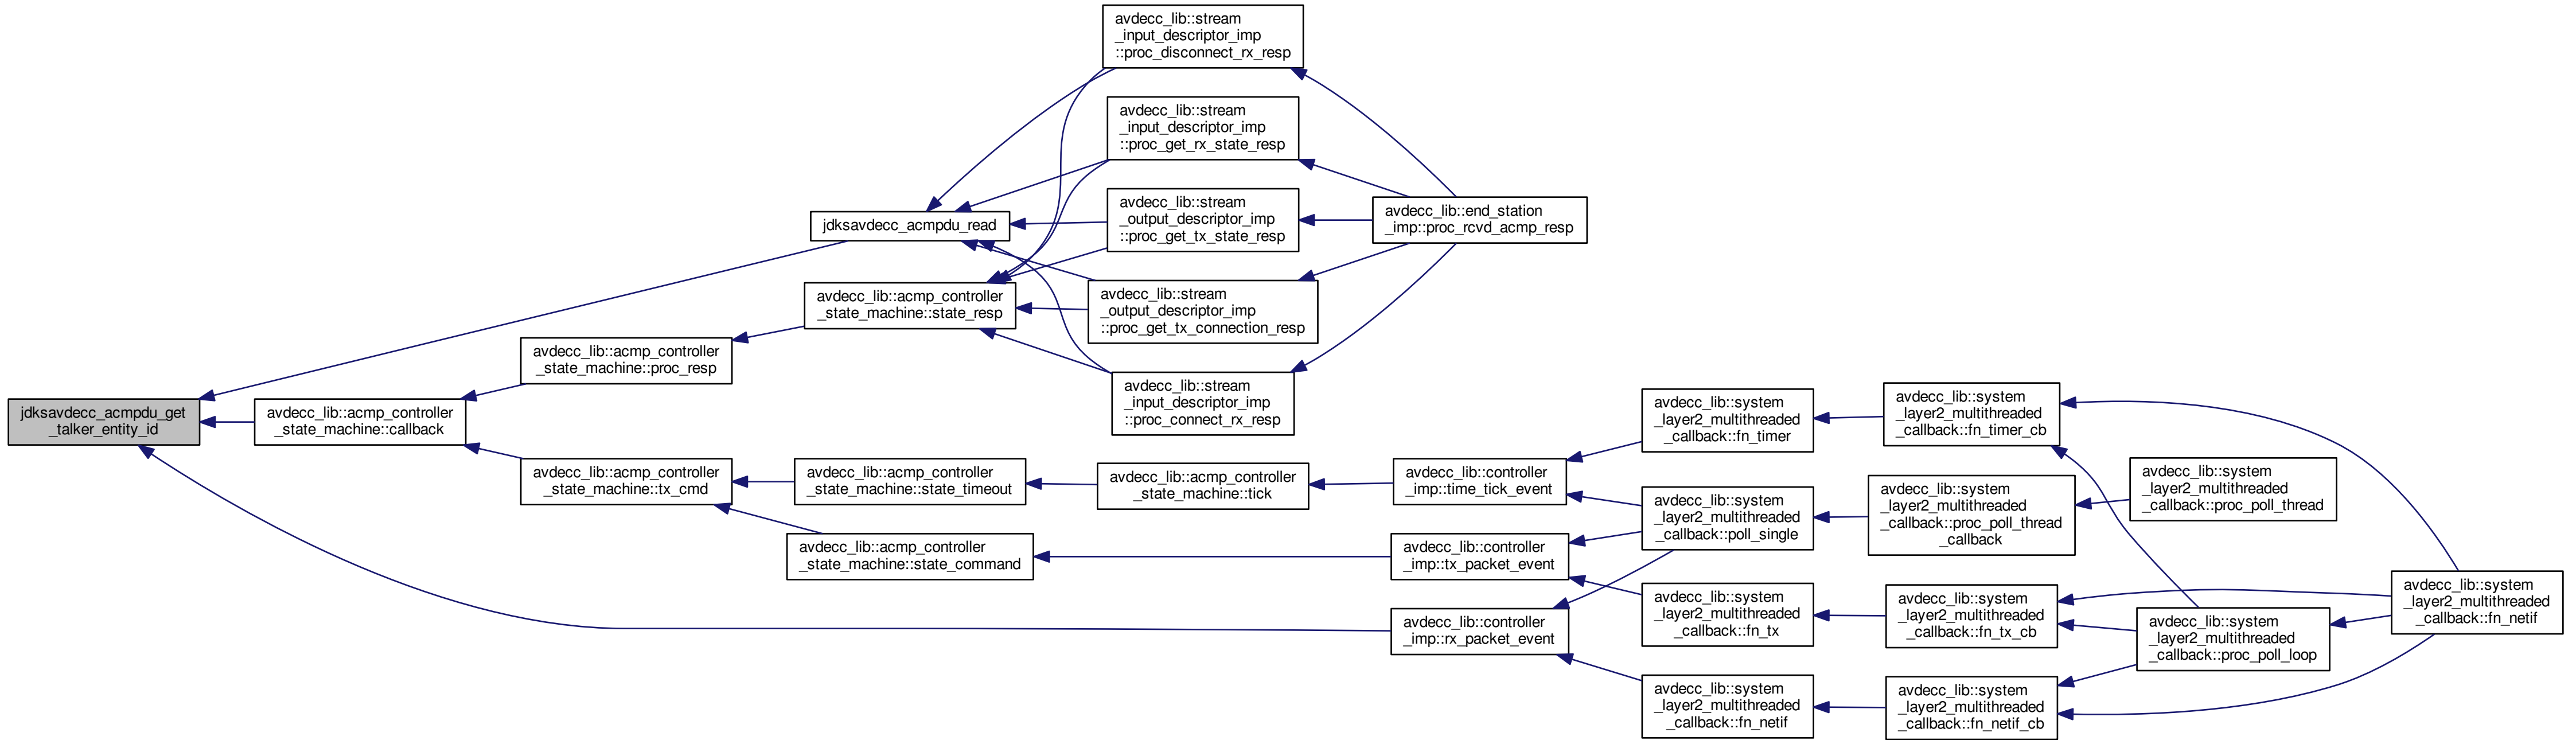 avdecc_lib::stream
_input_descriptor_imp
::proc_disconnect_rx_resp
avdecc_lib::stream
_input_descriptor_imp
::proc_get_rx_state_resp
avdecc_lib::stream
_output_descriptor_imp
::proc_get_tx_state_resp
avdecc_lib::end_station
_imp::proc_rcvd_acmp_resp
jdksavdecc_acmpdu_read
avdecc_lib::acmp_controller
_state_machine::state_resp
avdecc_lib::stream
_output_descriptor_imp
::proc_get_tx_connection_resp
avdecc_lib::acmp_controller
_state_machine::proc_resp
avdecc_lib::stream
_input_descriptor_imp
::proc_connect_rx_resp
jdksavdecc_acmpdu_get
_talker_entity_id
avdecc_lib::acmp_controller
_state_machine::callback
avdecc_lib::system
_layer2_multithreaded
_callback::fn_timer
avdecc_lib::system
_layer2_multithreaded
_callback::fn_timer_cb
avdecc_lib::acmp_controller
_state_machine::tx_cmd
avdecc_lib::acmp_controller
_state_machine::state_timeout
avdecc_lib::acmp_controller
_state_machine::tick
avdecc_lib::controller
_imp::time_tick_event
avdecc_lib::system
_layer2_multithreaded
_callback::poll_single
avdecc_lib::system
_layer2_multithreaded
_callback::proc_poll_thread
_callback
avdecc_lib::system
_layer2_multithreaded
_callback::proc_poll_thread
avdecc_lib::acmp_controller
_state_machine::state_command
avdecc_lib::controller
_imp::tx_packet_event
avdecc_lib::system
_layer2_multithreaded
_callback::fn_tx
avdecc_lib::system
_layer2_multithreaded
_callback::fn_tx_cb
avdecc_lib::system
_layer2_multithreaded
_callback::proc_poll_loop
avdecc_lib::system
_layer2_multithreaded
_callback::fn_netif
avdecc_lib::controller
_imp::rx_packet_event
avdecc_lib::system
_layer2_multithreaded
_callback::fn_netif
avdecc_lib::system
_layer2_multithreaded
_callback::fn_netif_cb